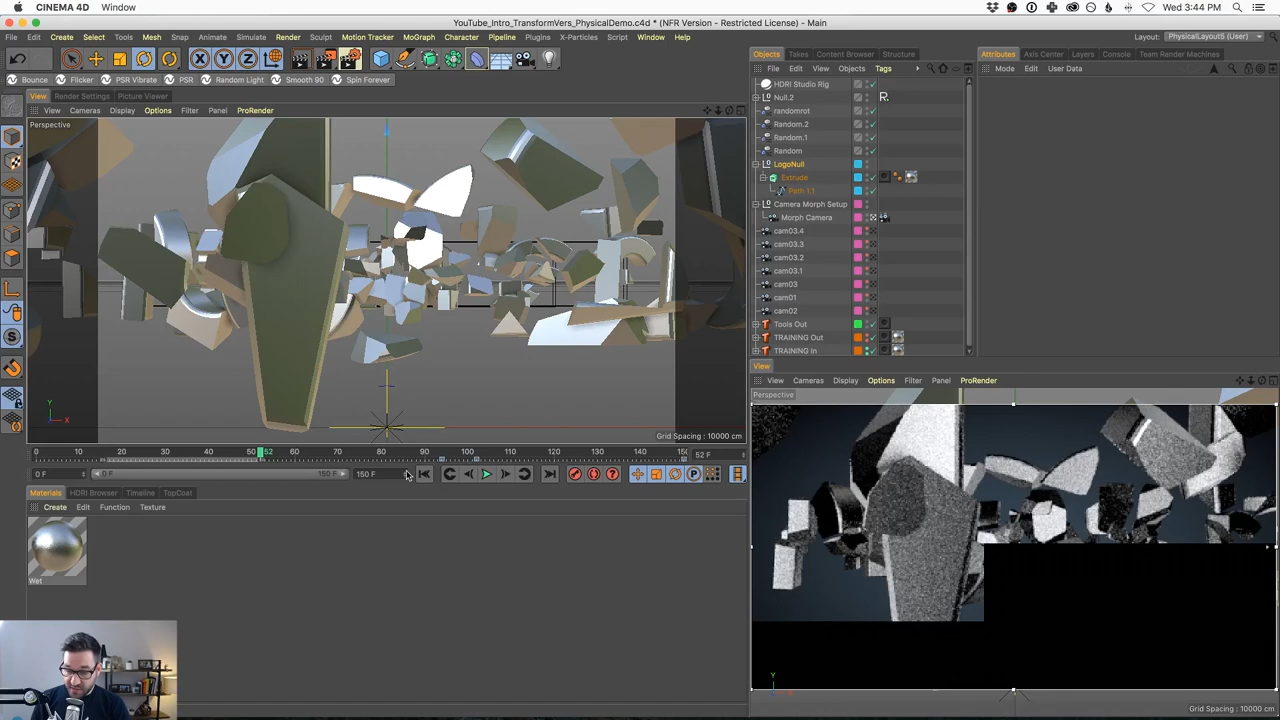 CINEMA 4D Window Wed 3:44 PM
YouTube_Intro_TransformVers_PhysicalDemo.c4d * (NFR Version - Restricted License) - Main
File Edit Create Select Tools Mesh Snap Animate Simulate Render Sculpt Motion Tracker MoGraph Character Pipeline Plugins X-Particles Script Window Help Layout: PhysicalLayout5 (User)
Bounce Flicker PSR Vibrate PSR Random Light Smooth 90 Spin Forever
View Render Settings Picture Viewer
View Cameras Display Options Filter Panel ProRender
Perspective
Grid Spacing : 10000 cm
0 10 20 30 40 50 52 60 70 80 90 100 110 120 130 140 150
52 F
0 F 0 F 150 F 150 F
Materials HDRI Browser Timeline TopCoat
Create Edit Function Texture
Wet
Objects Takes Content Browser Structure
File Edit View Objects Tags
HDRI Studio Rig
Null.2
randomrot
Random.2
Random.1
Random
LogoNull
Extrude
Path 1.1
Camera Morph Setup
Morph Camera
cam03.4
cam03.3
cam03.2
cam03.1
cam03
cam01
cam02
Tools Out
TRAINING Out
TRAINING In
Attributes Axis Center Layers Console Team Render Machines
Mode Edit User Data
View
View Cameras Display Options Filter Panel ProRender
Perspective
Grid Spacing : 10000 cm